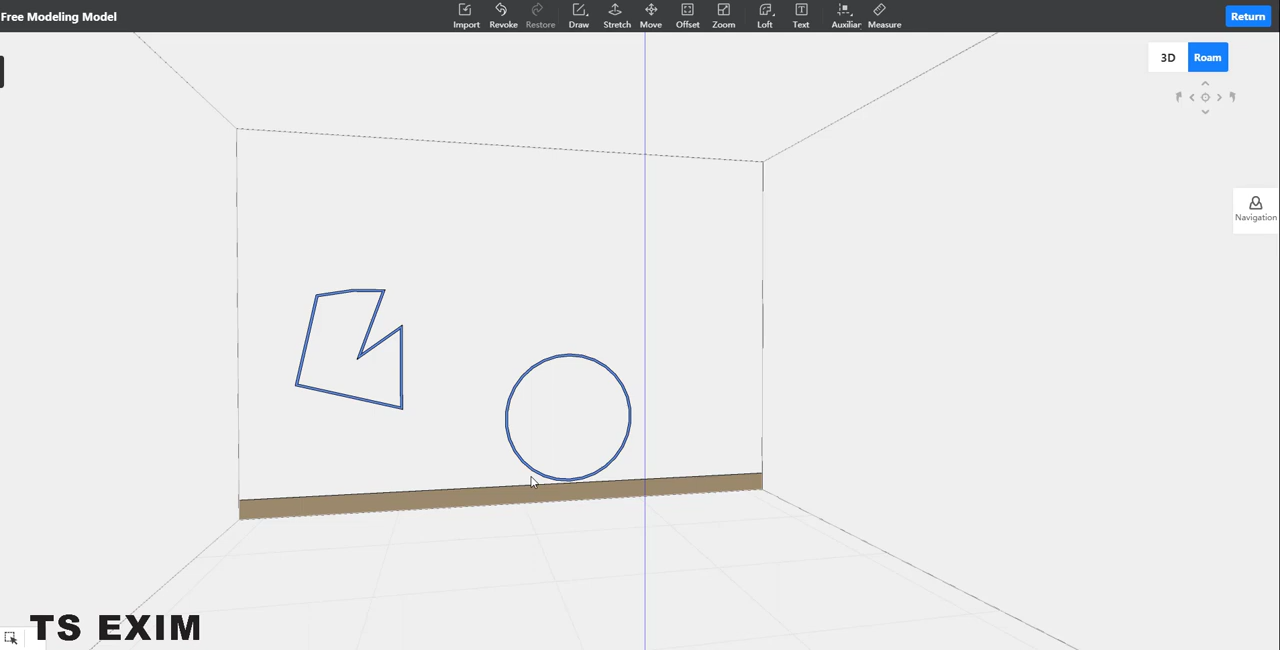 Free Modeling Model
Import Revoke Restore Draw Stretch Move Offset Zoom Loft Text Auxiliar Measure
Return
3D Roam
Navigation
TS EXIM